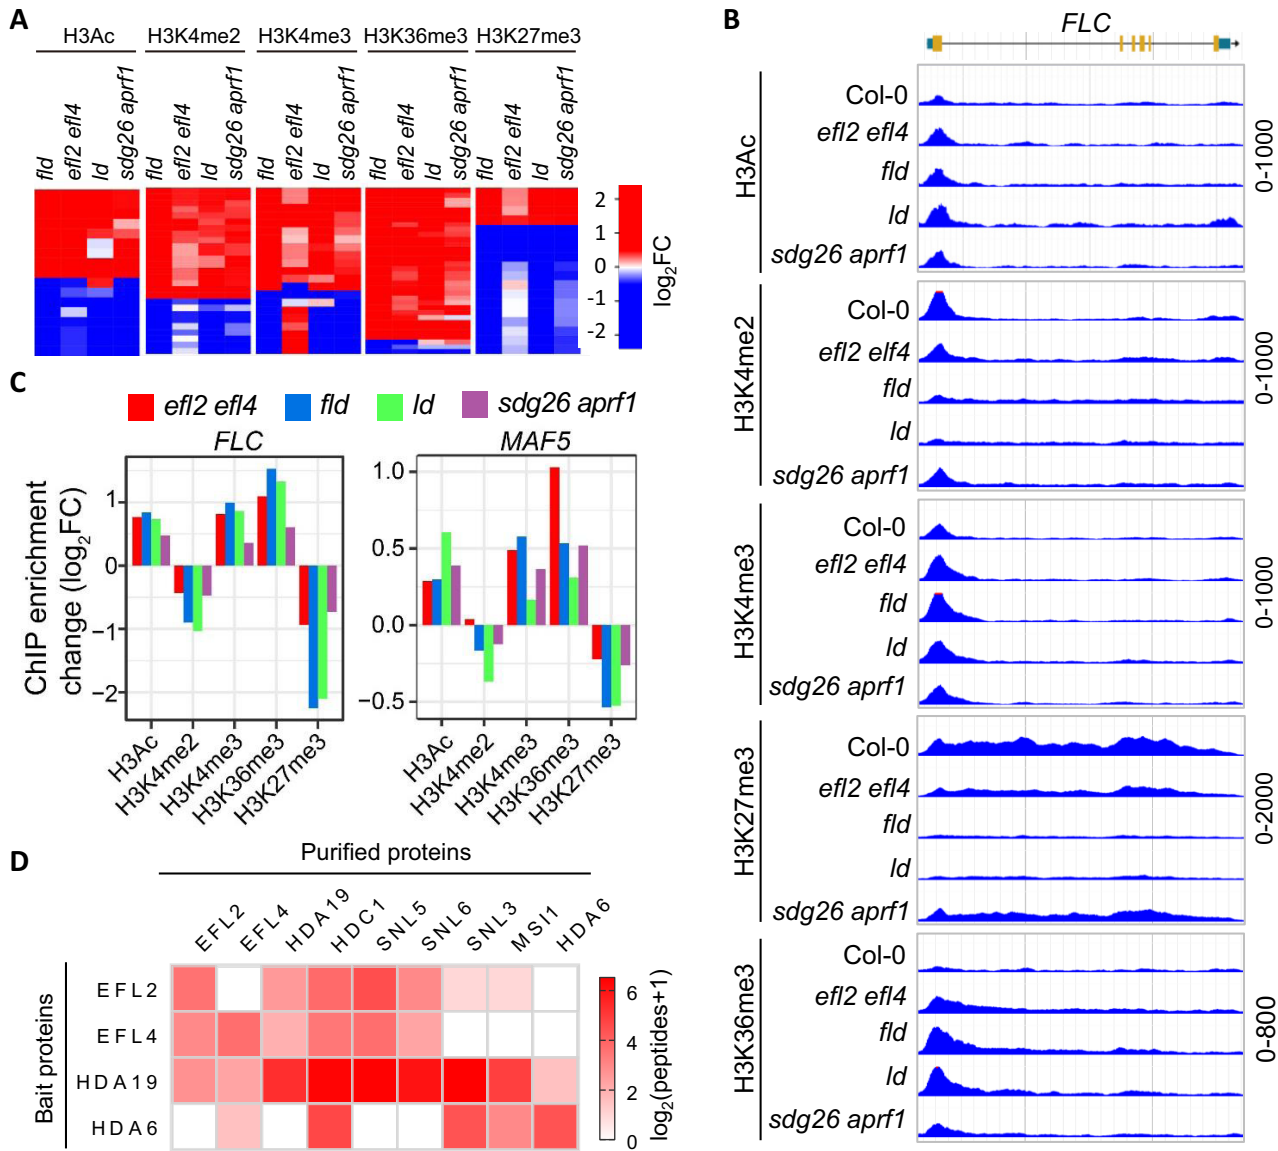 A
H3Ac H3K4me2 H3K4me3 H3K36me3 H3K27me3
fld efl2 efl4 ld sdg26 aprf1 fld efl2 efl4 ld sdg26 aprf1 fld efl2 efl4 ld sdg26 aprf1 fld efl2 efl4 ld sdg26 aprf1 fld efl2 efl4 ld sdg26 aprf1
2
1
0
-1
-2
log2FC
B
FLC
H3Ac
Col-0
efl2 efl4
fld
ld
sdg26 aprf1
0-1000
H3K4me2
Col-0
efl2 elf4
fld
ld
sdg26 aprf1
0-1000
H3K4me3
Col-0
efl2 efl4
fld
ld
sdg26 aprf1
0-1000
H3K27me3
Col-0
efl2 efl4
fld
ld
sdg26 aprf1
0-2000
H3K36me3
Col-0
efl2 efl4
fld
ld
sdg26 aprf1
0-800
C
efl2 efl4 fld ld sdg26 aprf1
FLC
ChIP enrichment
change (log2FC)
1
0
−1
−2
H3Ac
H3K4me2
H3K4me3
H3K36me3
H3K27me3
MAF5
1.0
0.5
0.0
−0.5
H3Ac
H3K4me2
H3K4me3
H3K36me3
H3K27me3
D
Purified proteins
EFL2 EFL4 HDA19 HDC1 SNL5 SNL6 SNL3 MSI1 HDA6
Bait proteins
EFL2
EFL4
HDA19
HDA6
6
4
2
0
log2(peptides+1)